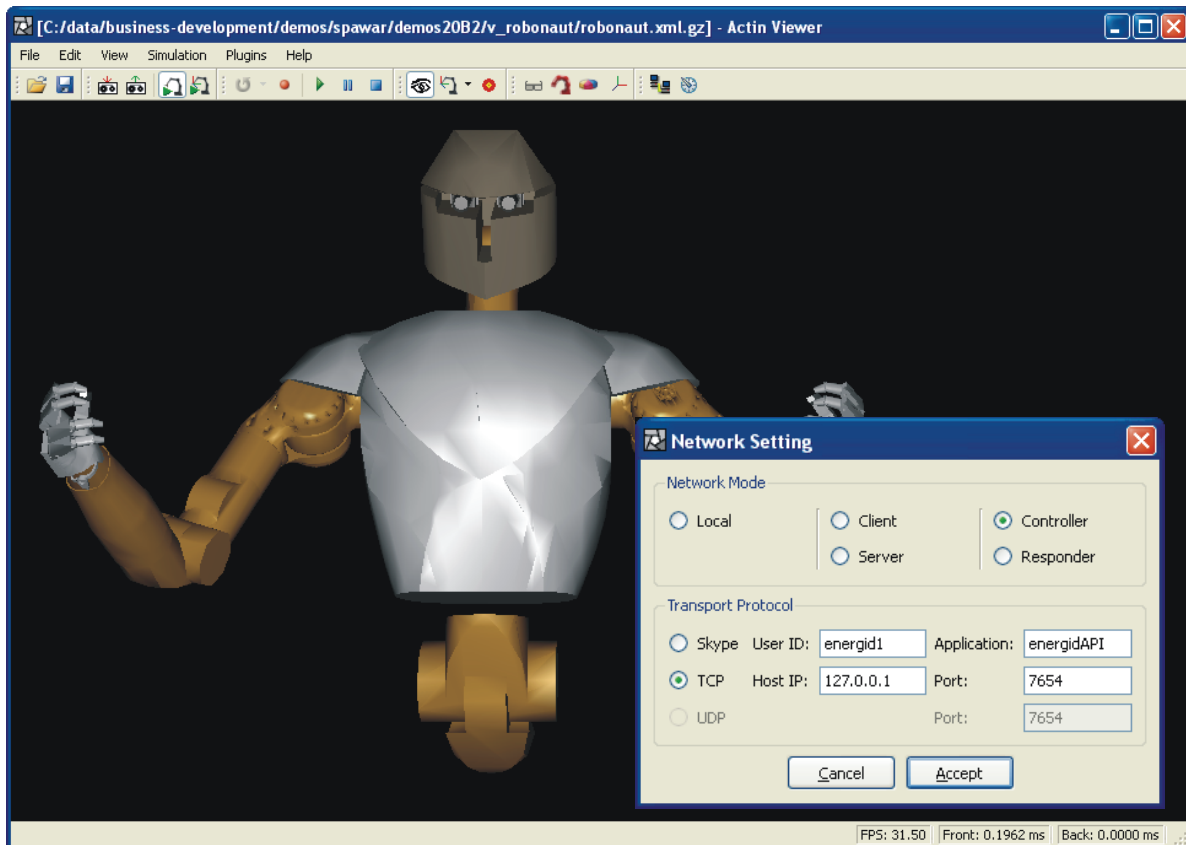 [C:/data/business-development/demos/spawar/demos20B2/v_robonaut/robonaut.xml.gz] - Actin Viewer
File Edit View Simulation Plugins Help
Network Setting
Network Mode
Local Client Controller
Server Responder
Transport Protocol
Skype User ID: energid1 Application: energidAPI
TCP Host IP: 127.0.0.1 Port: 7654
UDP Port: 7654
Cancel Accept
FPS: 31.50 Front: 0.1962 ms Back: 0.0000 ms